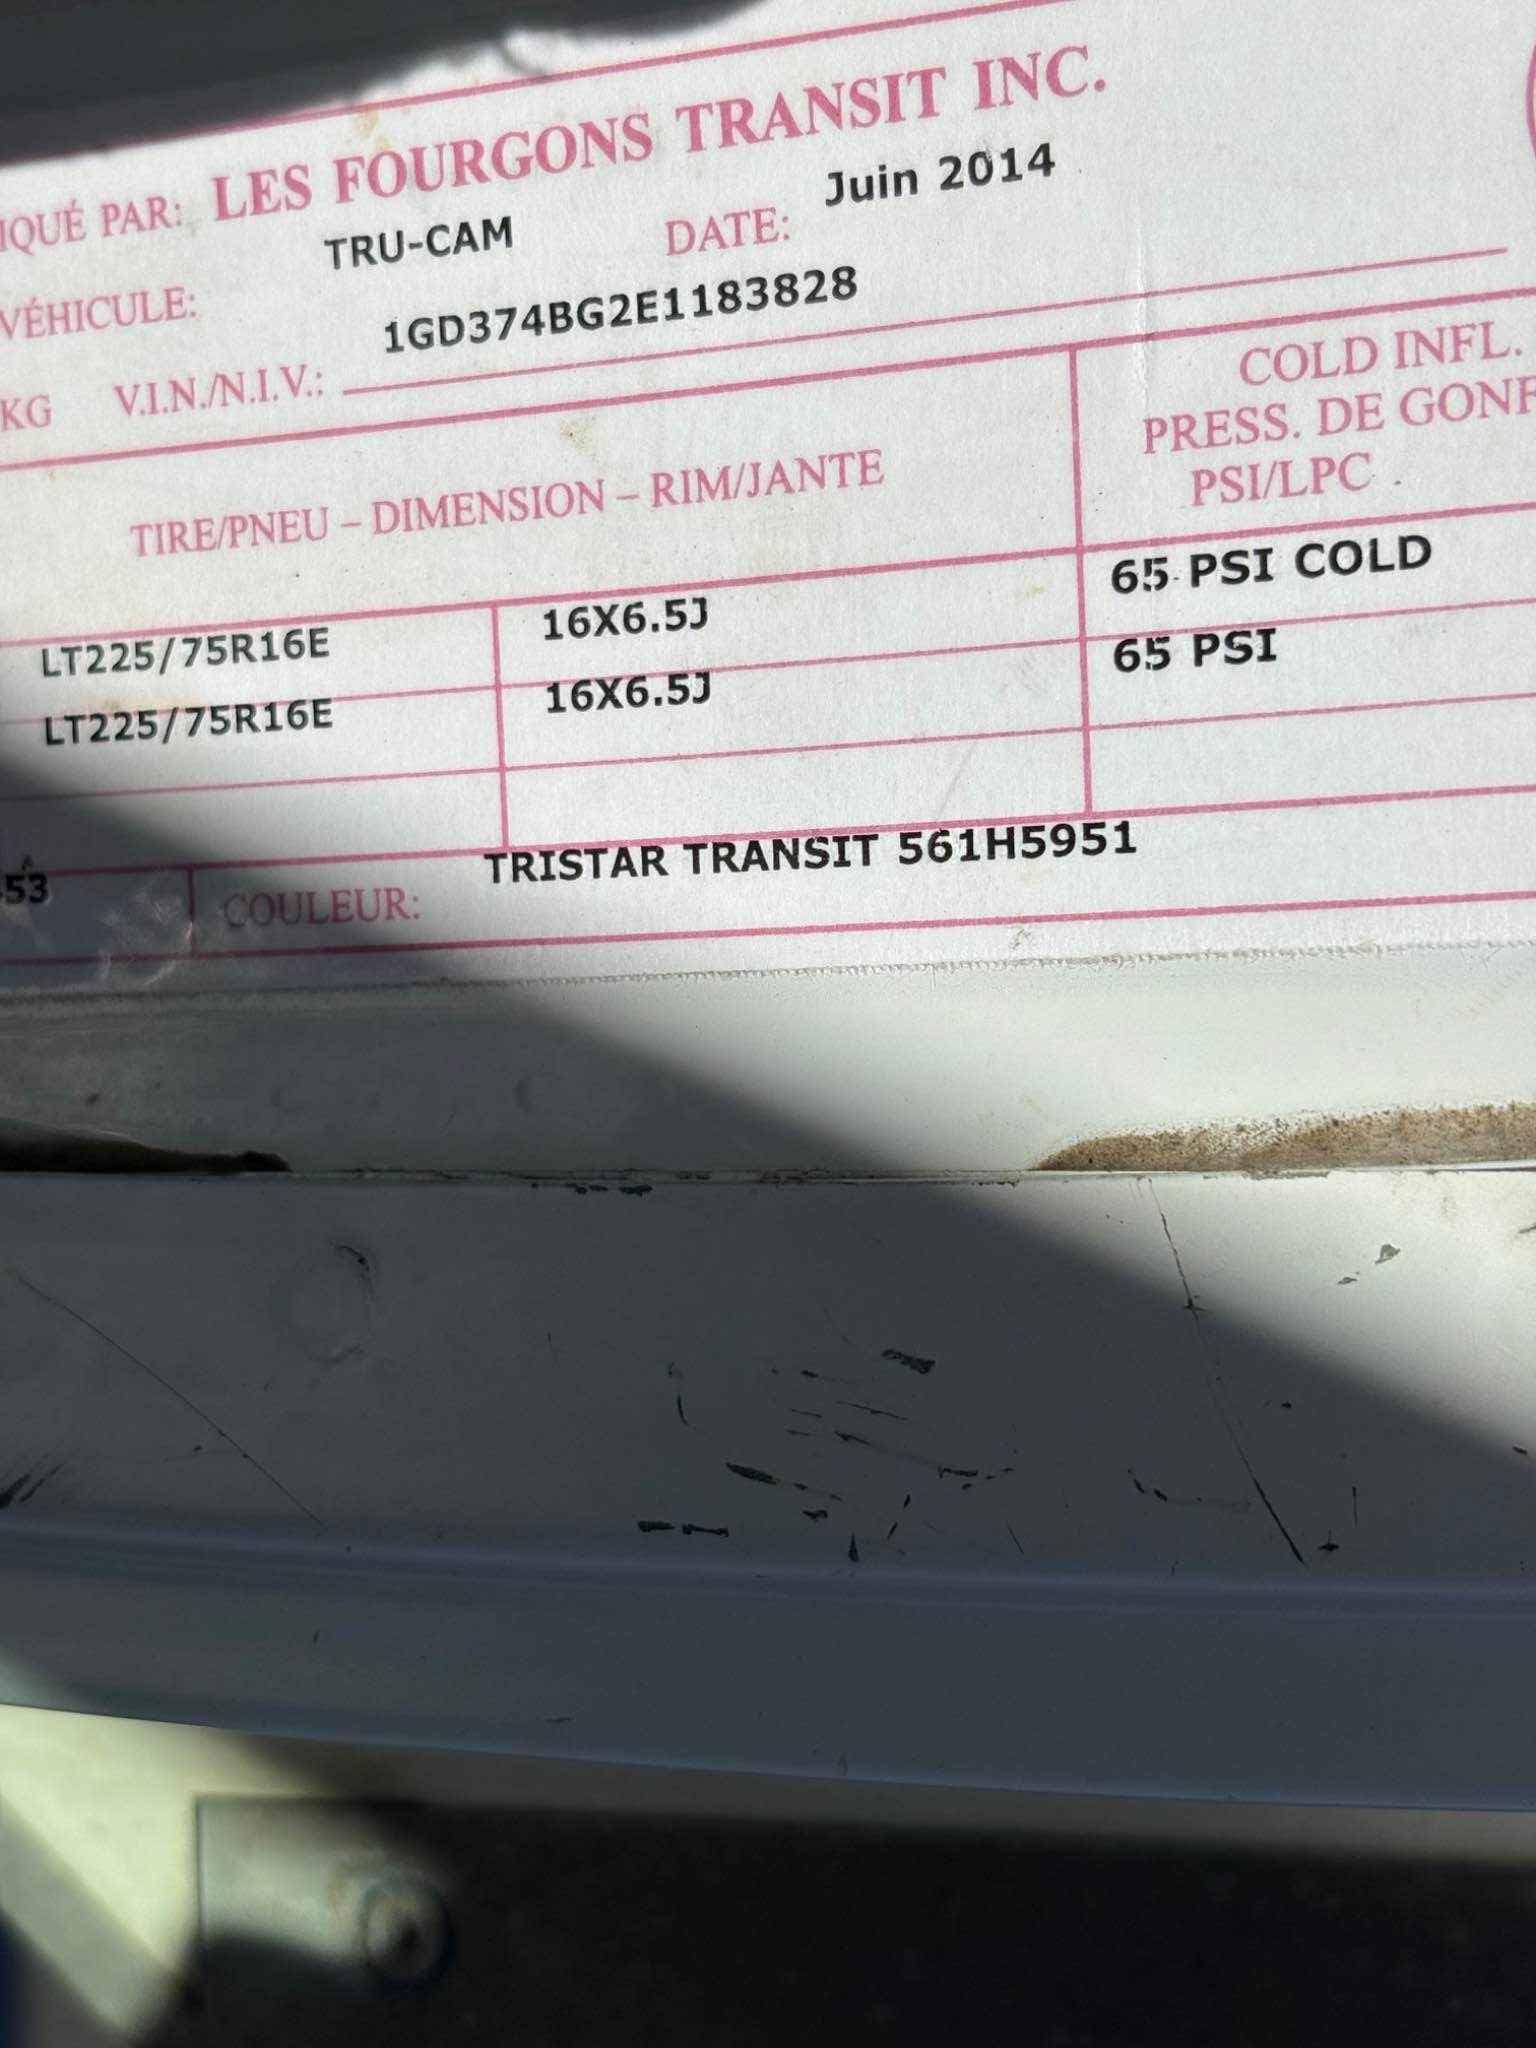 IQUÉ PAR: LES FOURGONS TRANSIT INC.
VÉHICULE: TRU-CAM DATE: Juin 2014
KG V.I.N./N.I.V.: 1GD374BG2E1183828
TIRE/PNEU – DIMENSION – RIM/JANTE
COLD INFL.
PRESS. DE GONF
PSI/LPC
LT225/75R16E 16X6.5J 65 PSI COLD
LT225/75R16E 16X6.5J 65 PSI
53 COULEUR: TRISTAR TRANSIT 561H5951